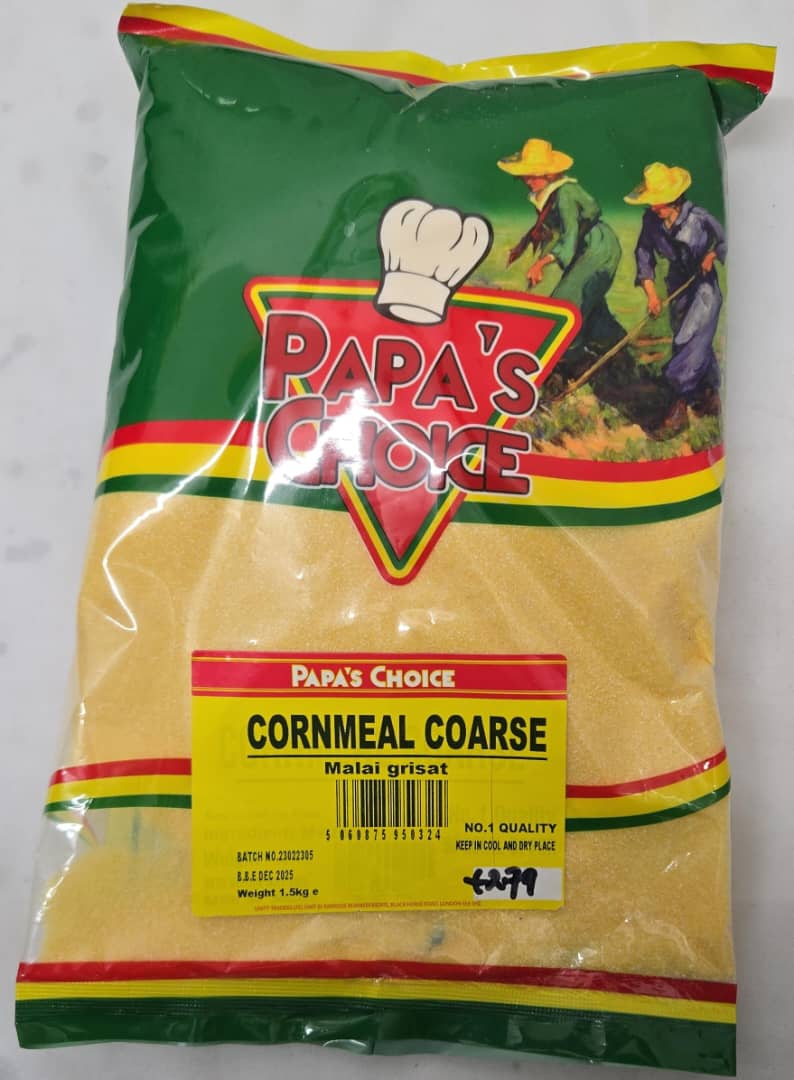 PAPA'S
CHOICE
PAPA'S CHOICE
CORNMEAL COARSE
Malai grisat
5 060875 950324
NO.1 QUALITY
KEEP IN COOL AND DRY PLACE
BATCH NO.23022305
B.B.E DEC 2025
Weight 1.5kg e
£2.79